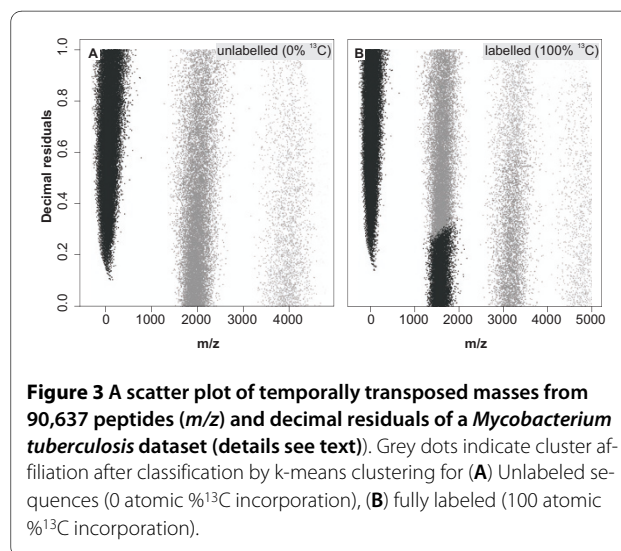 A unlabelled (0% ¹³C) B labelled (100% ¹³C)
Decimal residuals
1.0
0.8
0.6
0.4
0.2
0.0
0 1000 2000 3000 4000 0 1000 2000 3000 4000 5000
m/z m/z
Figure 3 A scatter plot of temporally transposed masses from
90,637 peptides (m/z) and decimal residuals of a Mycobacterium
tuberculosis dataset (details see text)). Grey dots indicate cluster af-
filiation after classification by k-means clustering for (A) Unlabeled se-
quences (0 atomic %¹³C incorporation), (B) fully labeled (100 atomic
%¹³C incorporation).